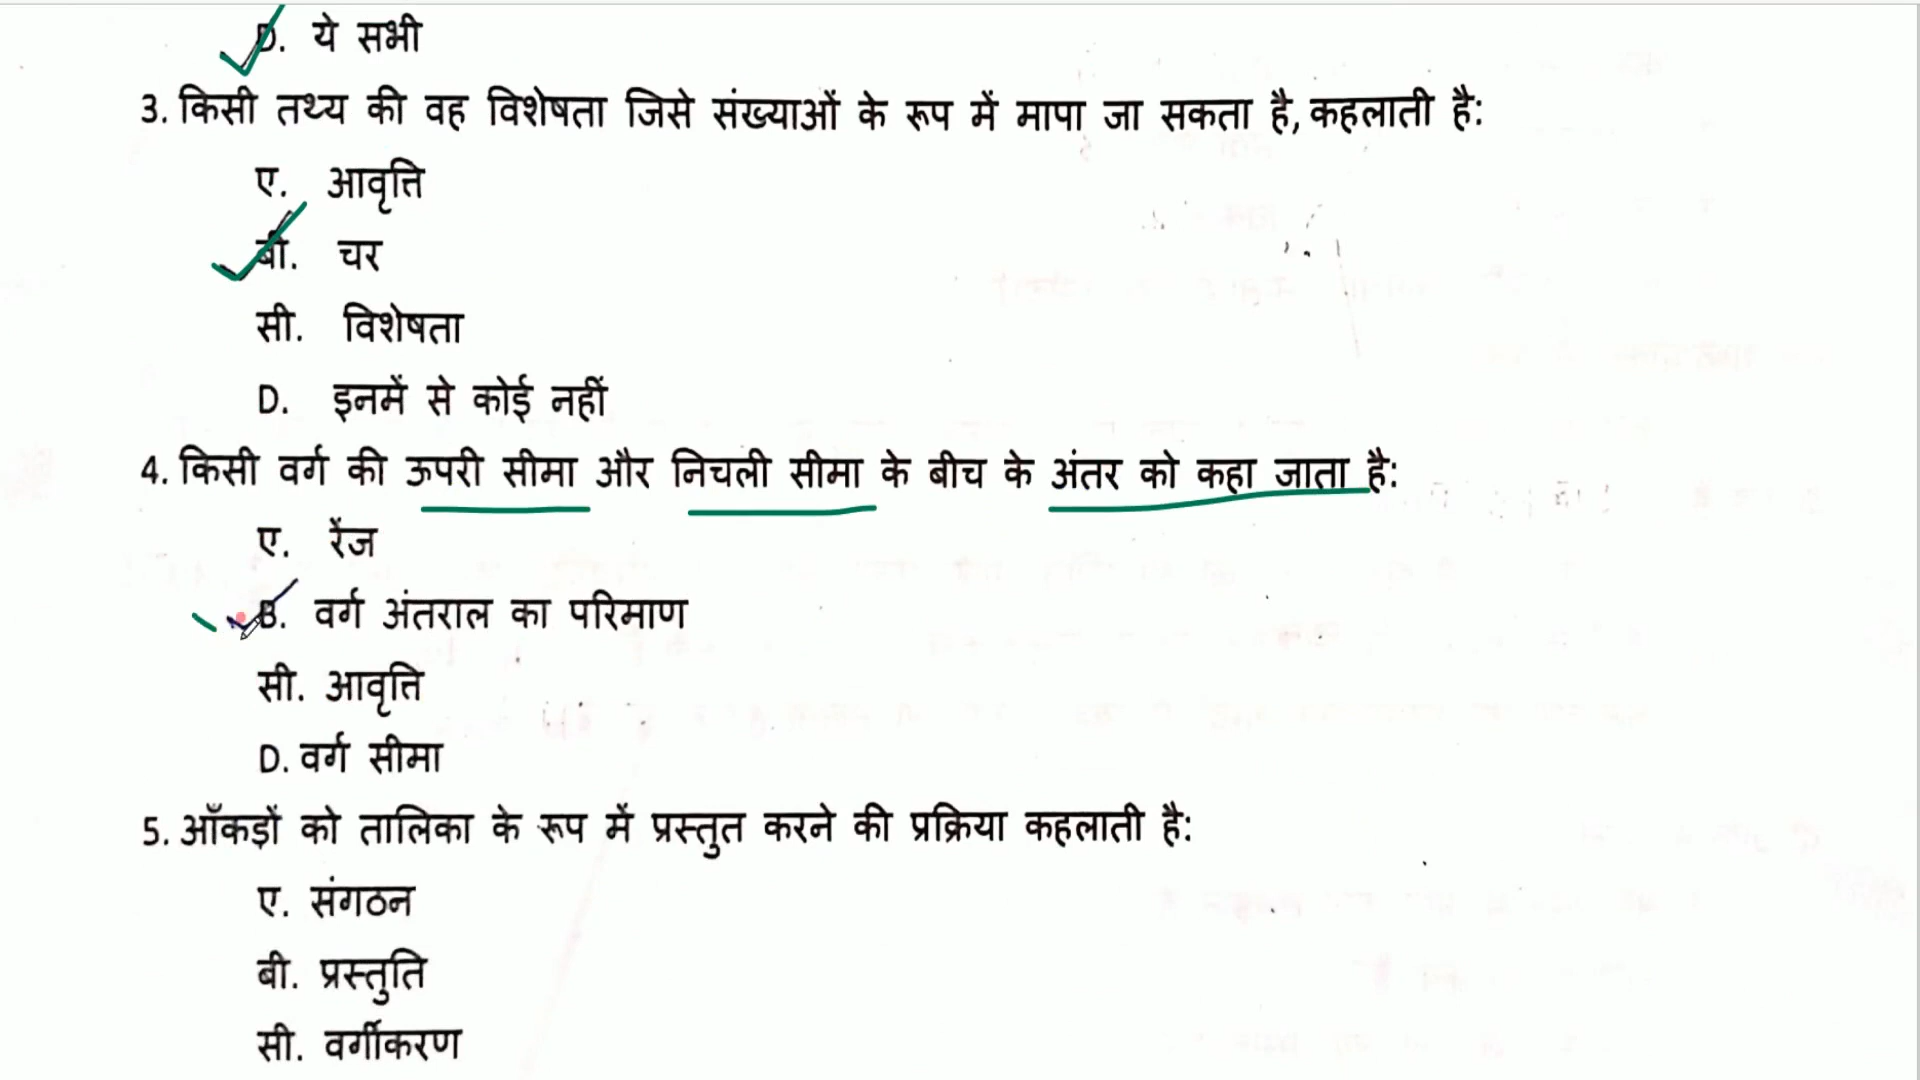 D. ये सभी
3. किसी तथ्य की वह विशेषता जिसे संख्याओं के रूप में मापा जा सकता है, कहलाती है:
ए. आवृत्ति
बी. चर
सी. विशेषता
D. इनमें से कोई नहीं
4. किसी वर्ग की ऊपरी सीमा और निचली सीमा के बीच के अंतर को कहा जाता है:
ए. रेंज
B. वर्ग अंतराल का परिमाण
सी. आवृत्ति
D. वर्ग सीमा
5. आँकड़ों को तालिका के रूप में प्रस्तुत करने की प्रक्रिया कहलाती है:
ए. संगठन
बी. प्रस्तुति
सी. वर्गीकरण